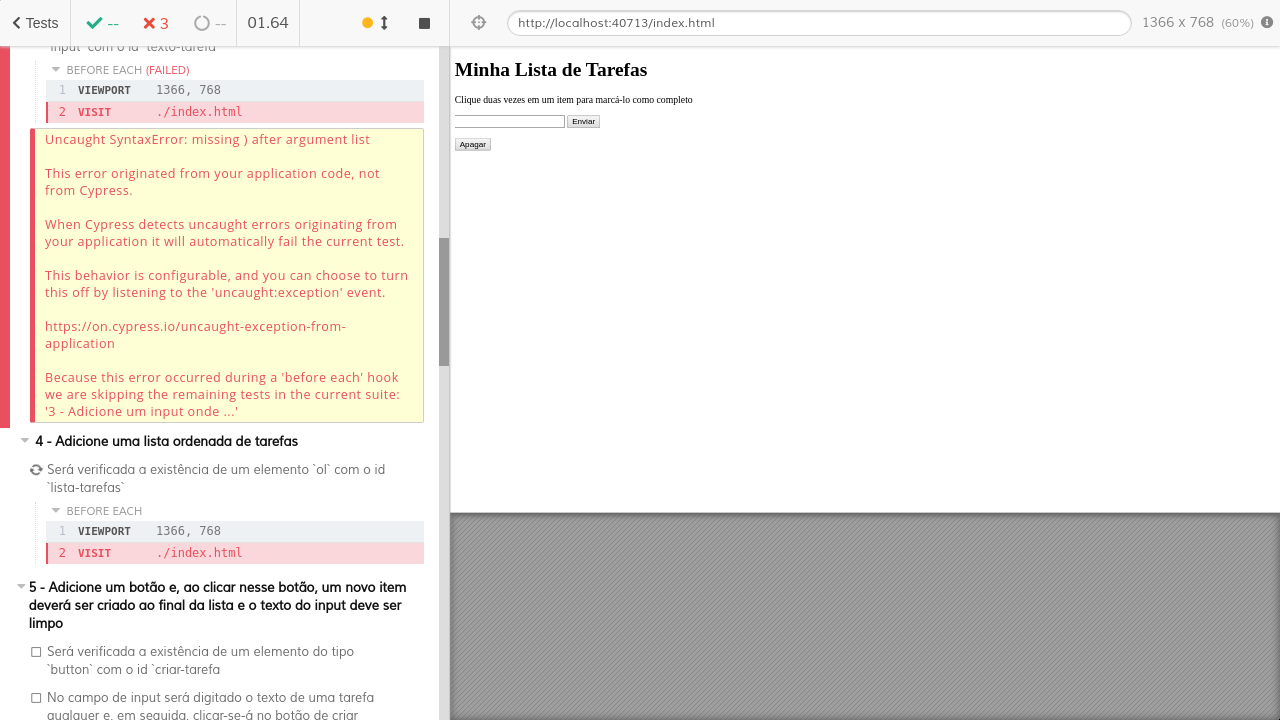 Tests
--
3
--
01.64
http://localhost:40713/index.html
1366 x 768 (60%)
input` com o id `texto-tarefa`
BEFORE EACH (FAILED)
1 VIEWPORT 1366, 768
2 VISIT ./index.html
Uncaught SyntaxError: missing ) after argument list
This error originated from your application code, not
from Cypress.
When Cypress detects uncaught errors originating from
your application it will automatically fail the current test.
This behavior is configurable, and you can choose to turn
this off by listening to the 'uncaught:exception' event.
https://on.cypress.io/uncaught-exception-from-
application
Because this error occurred during a 'before each' hook
we are skipping the remaining tests in the current suite:
'3 - Adicione um input onde ...'
4 - Adicione uma lista ordenada de tarefas
Será verificada a existência de um elemento `ol` com o id
`lista-tarefas`
BEFORE EACH
1 VIEWPORT 1366, 768
2 VISIT ./index.html
5 - Adicione um botão e, ao clicar nesse botão, um novo item
deverá ser criado ao final da lista e o texto do input deve ser
limpo
Será verificada a existência de um elemento do tipo
`button` com o id `criar-tarefa
No campo de input será digitado o texto de uma tarefa
qualquer e, em seguida, clicar-se-á no botão de criar
Minha Lista de Tarefas
Clique duas vezes em um item para marcá-lo como completo
Enviar
Apagar